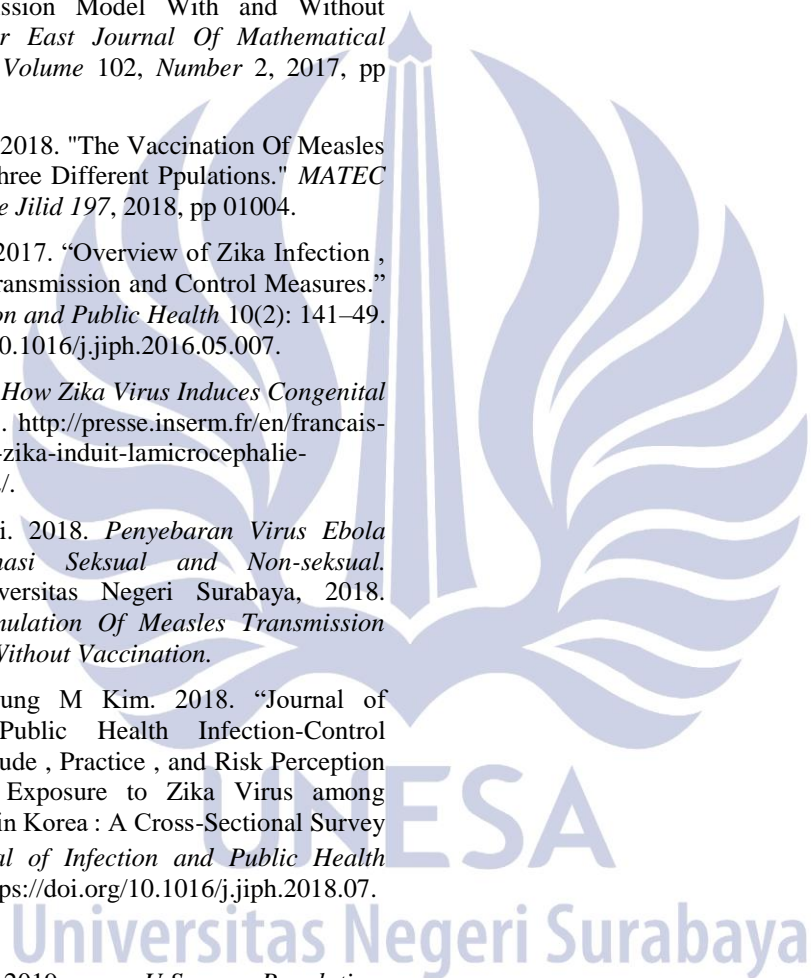 ssion Model With and Without
r East Journal Of Mathematical
Volume 102, Number 2, 2017, pp
2018. "The Vaccination Of Measles
hree Different Ppulations." MATEC
e Jilid 197, 2018, pp 01004.
2017. “Overview of Zika Infection ,
ransmission and Control Measures.”
on and Public Health 10(2): 141–49.
0.1016/j.jiph.2016.05.007.
How Zika Virus Induces Congenital
. http://presse.inserm.fr/en/francais-
-zika-induit-lamicrocephalie-
/.
i. 2018. Penyebaran Virus Ebola
nasi Seksual and Non-seksual.
versitas Negeri Surabaya, 2018.
nulation Of Measles Transmission
Without Vaccination.
ung M Kim. 2018. “Journal of
Public Health Infection-Control
ude , Practice , and Risk Perception
Exposure to Zika Virus among
in Korea : A Cross-Sectional Survey
al of Infection and Public Health
ps://doi.org/10.1016/j.jiph.2018.07.
UNESA
Universitas Negeri Surabaya